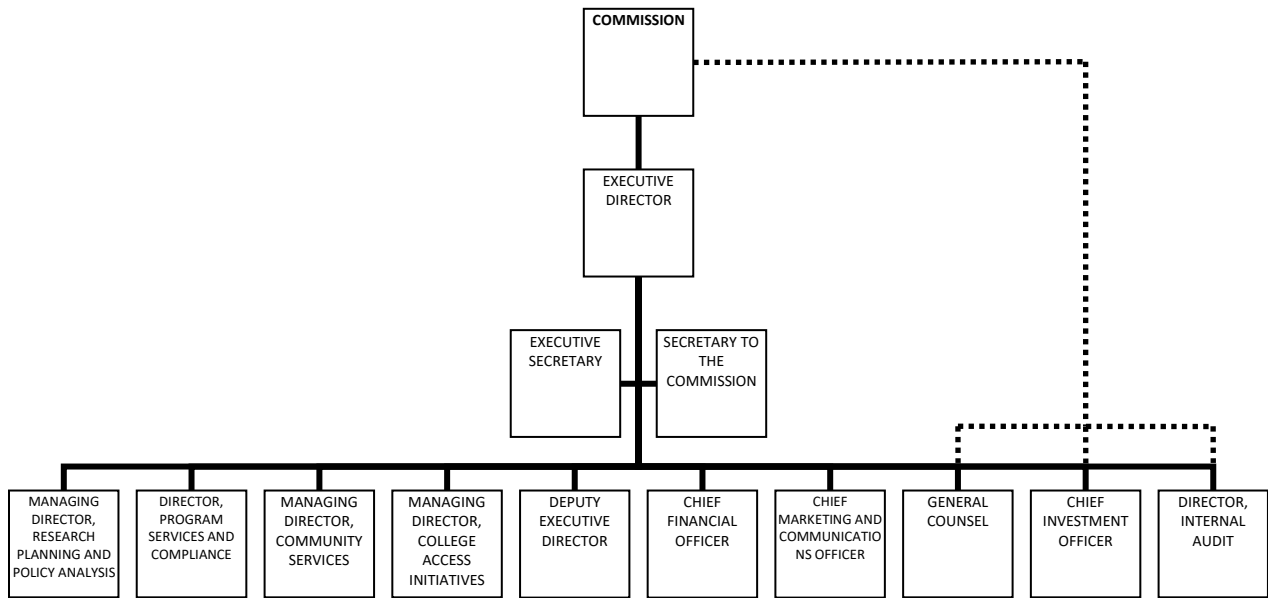 COMMISSION
EXECUTIVE
DIRECTOR
EXECUTIVE
SECRETARY
SECRETARY TO
THE
COMMISSION
MANAGING
DIRECTOR,
RESEARCH
PLANNING AND
POLICY ANALYSIS
DIRECTOR,
PROGRAM
SERVICES AND
COMPLIANCE
MANAGING
DIRECTOR,
COMMUNITY
SERVICES
MANAGING
DIRECTOR,
COLLEGE
ACCESS
INITIATIVES
DEPUTY
EXECUTIVE
DIRECTOR
CHIEF
FINANCIAL
OFFICER
CHIEF
MARKETING AND
COMMUNICATIO
NS OFFICER
GENERAL
COUNSEL
CHIEF
INVESTMENT
OFFICER
DIRECTOR,
INTERNAL
AUDIT